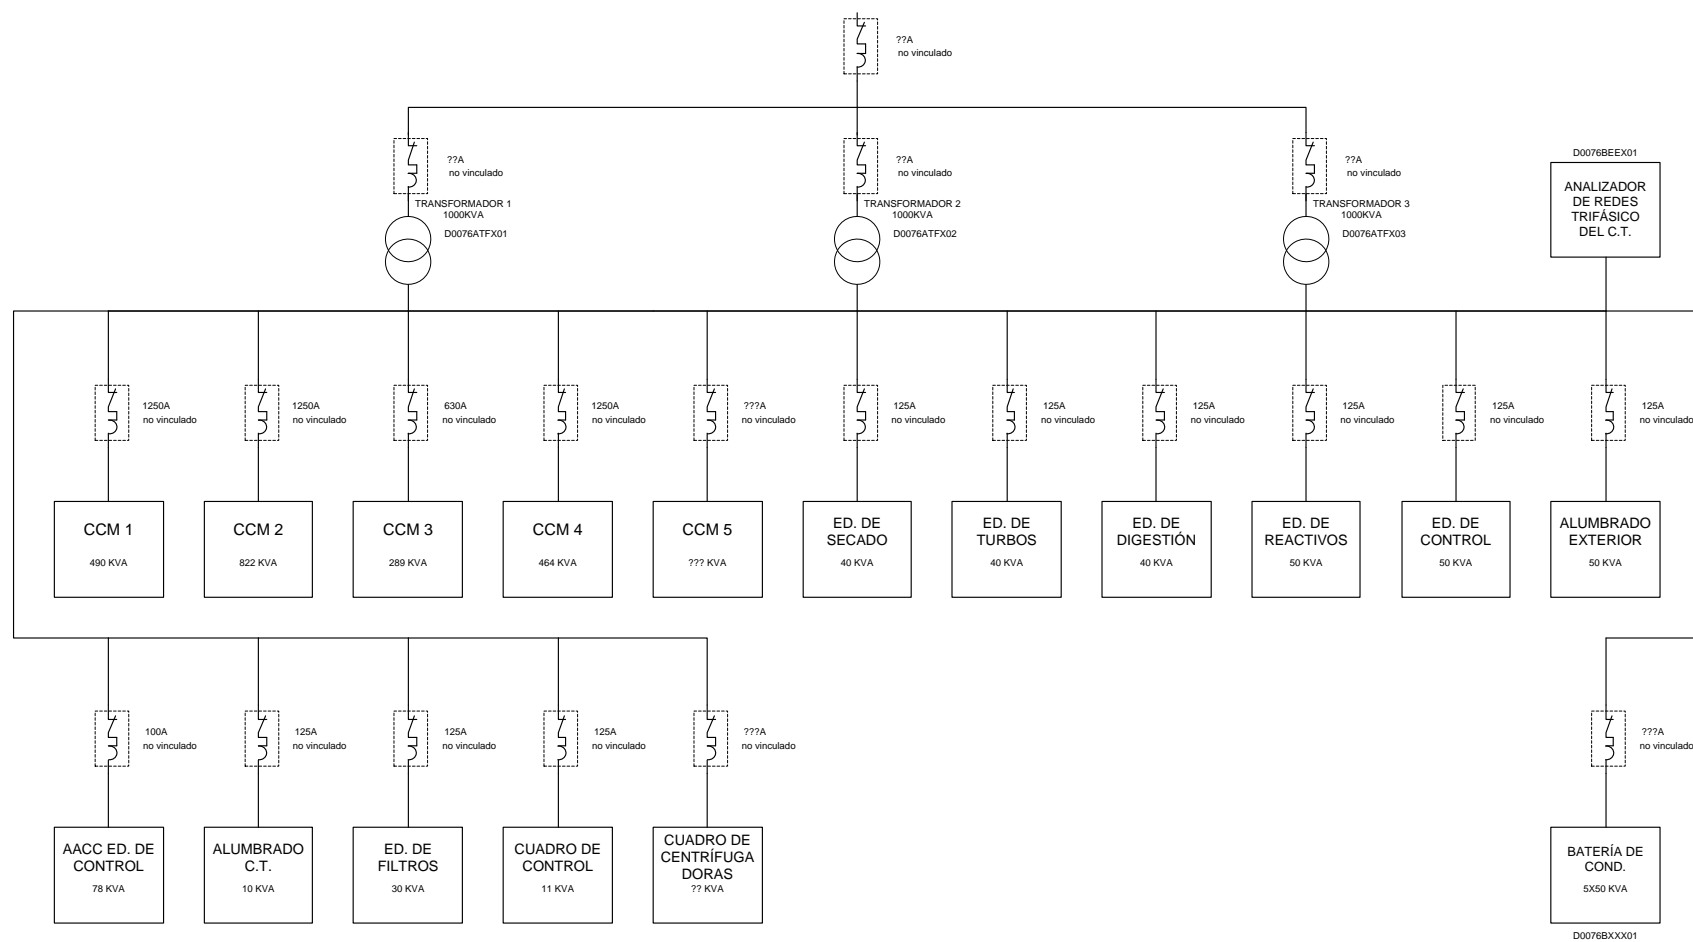 ??A
no vinculado
??A
no vinculado
??A
no vinculado
??A
no vinculado
D0076BEEX01
ANALIZADOR
DE REDES
TRIFÁSICO
DEL C.T.
TRANSFORMADOR 1
1000KVA
D0076ATFX01
TRANSFORMADOR 2
1000KVA
D0076ATFX02
TRANSFORMADOR 3
1000KVA
D0076ATFX03
1250A
no vinculado
1250A
no vinculado
630A
no vinculado
1250A
no vinculado
???A
no vinculado
125A
no vinculado
125A
no vinculado
125A
no vinculado
125A
no vinculado
125A
no vinculado
125A
no vinculado
CCM 1
490 KVA
CCM 2
822 KVA
CCM 3
289 KVA
CCM 4
464 KVA
CCM 5
??? KVA
ED. DE
SECADO
40 KVA
ED. DE
TURBOS
40 KVA
ED. DE
DIGESTIÓN
40 KVA
ED. DE
REACTIVOS
50 KVA
ED. DE
CONTROL
50 KVA
ALUMBRADO
EXTERIOR
50 KVA
100A
no vinculado
125A
no vinculado
125A
no vinculado
125A
no vinculado
???A
no vinculado
???A
no vinculado
AACC ED. DE
CONTROL
78 KVA
ALUMBRADO
C.T.
10 KVA
ED. DE
FILTROS
30 KVA
CUADRO DE
CONTROL
11 KVA
CUADRO DE
CENTRÍFUGA
DORAS
?? KVA
BATERÍA DE
COND.
5X50 KVA
D0076BXXX01